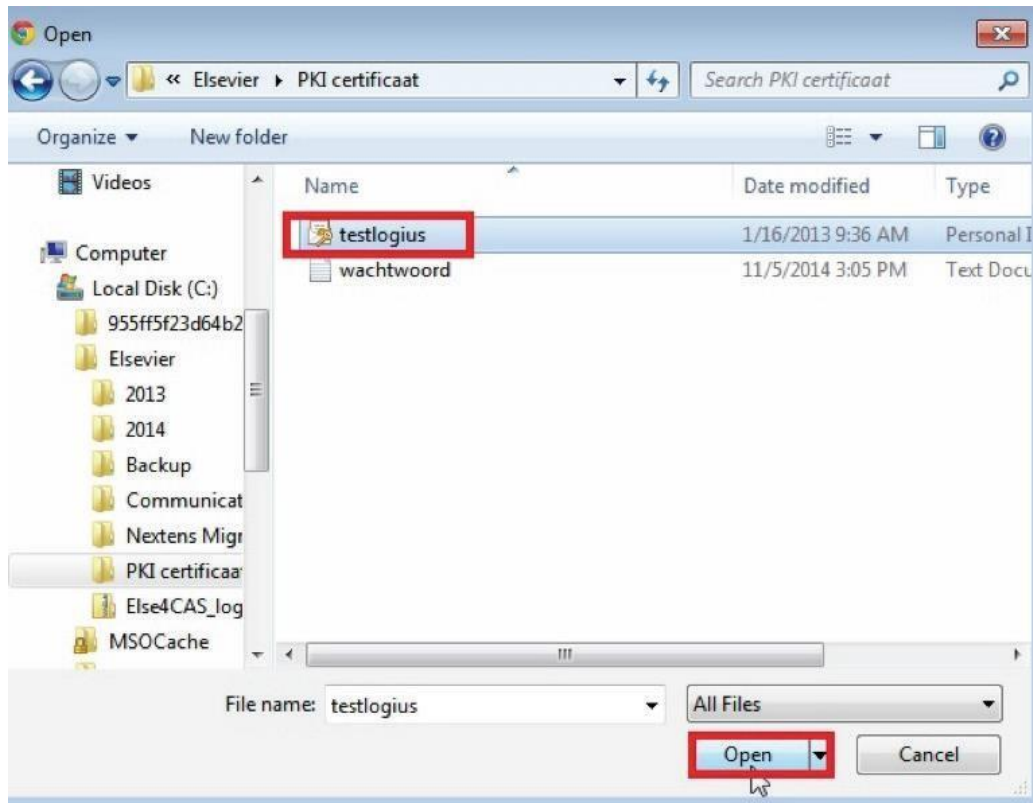 Open
« Elsevier ▸ PKI certificaat
Search PKI certificaat
Organize
New folder
Videos
Computer
Local Disk (C:)
955ff5f23d64b2
Elsevier
2013
2014
Backup
Communicat
Nextens Migr
PKI certificaa
Else4CAS_log
MSOCache
Name Date modified Type
testlogius 1/16/2013 9:36 AM Personal I
wachtwoord 11/5/2014 3:05 PM Text Docu
File name: testlogius All Files
Open Cancel